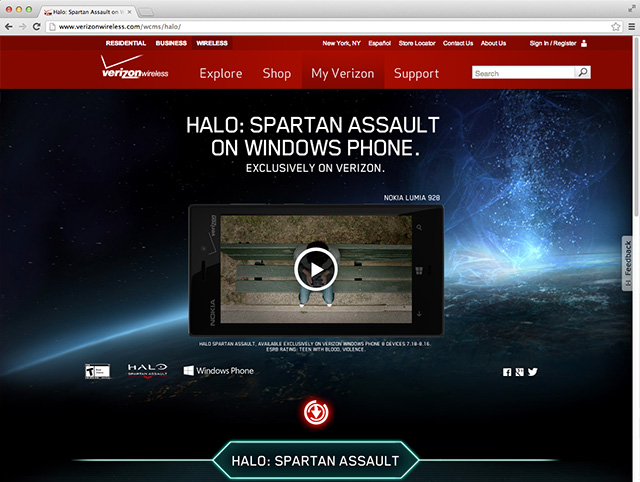 Halo: Spartan Assault on W
www.verizonwireless.com/wcms/halo/
RESIDENTIAL BUSINESS WIRELESS New York, NY Español Store Locator Contact Us About Us Sign In / Register
verizonwireless Explore Shop My Verizon Support Search
HALO: SPARTAN ASSAULT
ON WINDOWS PHONE.
EXCLUSIVELY ON VERIZON.
NOKIA LUMIA 928
verizon
NOKIA
Feedback
HALO SPARTAN ASSAULT, AVAILABLE EXCLUSIVELY ON VERIZON WINDOWS PHONE 8 DEVICES 7.18-8.16.
ESRB RATING: TEEN WITH BLOOD, VIOLENCE.
T HALO SPARTAN ASSAULT Windows Phone
HALO: SPARTAN ASSAULT